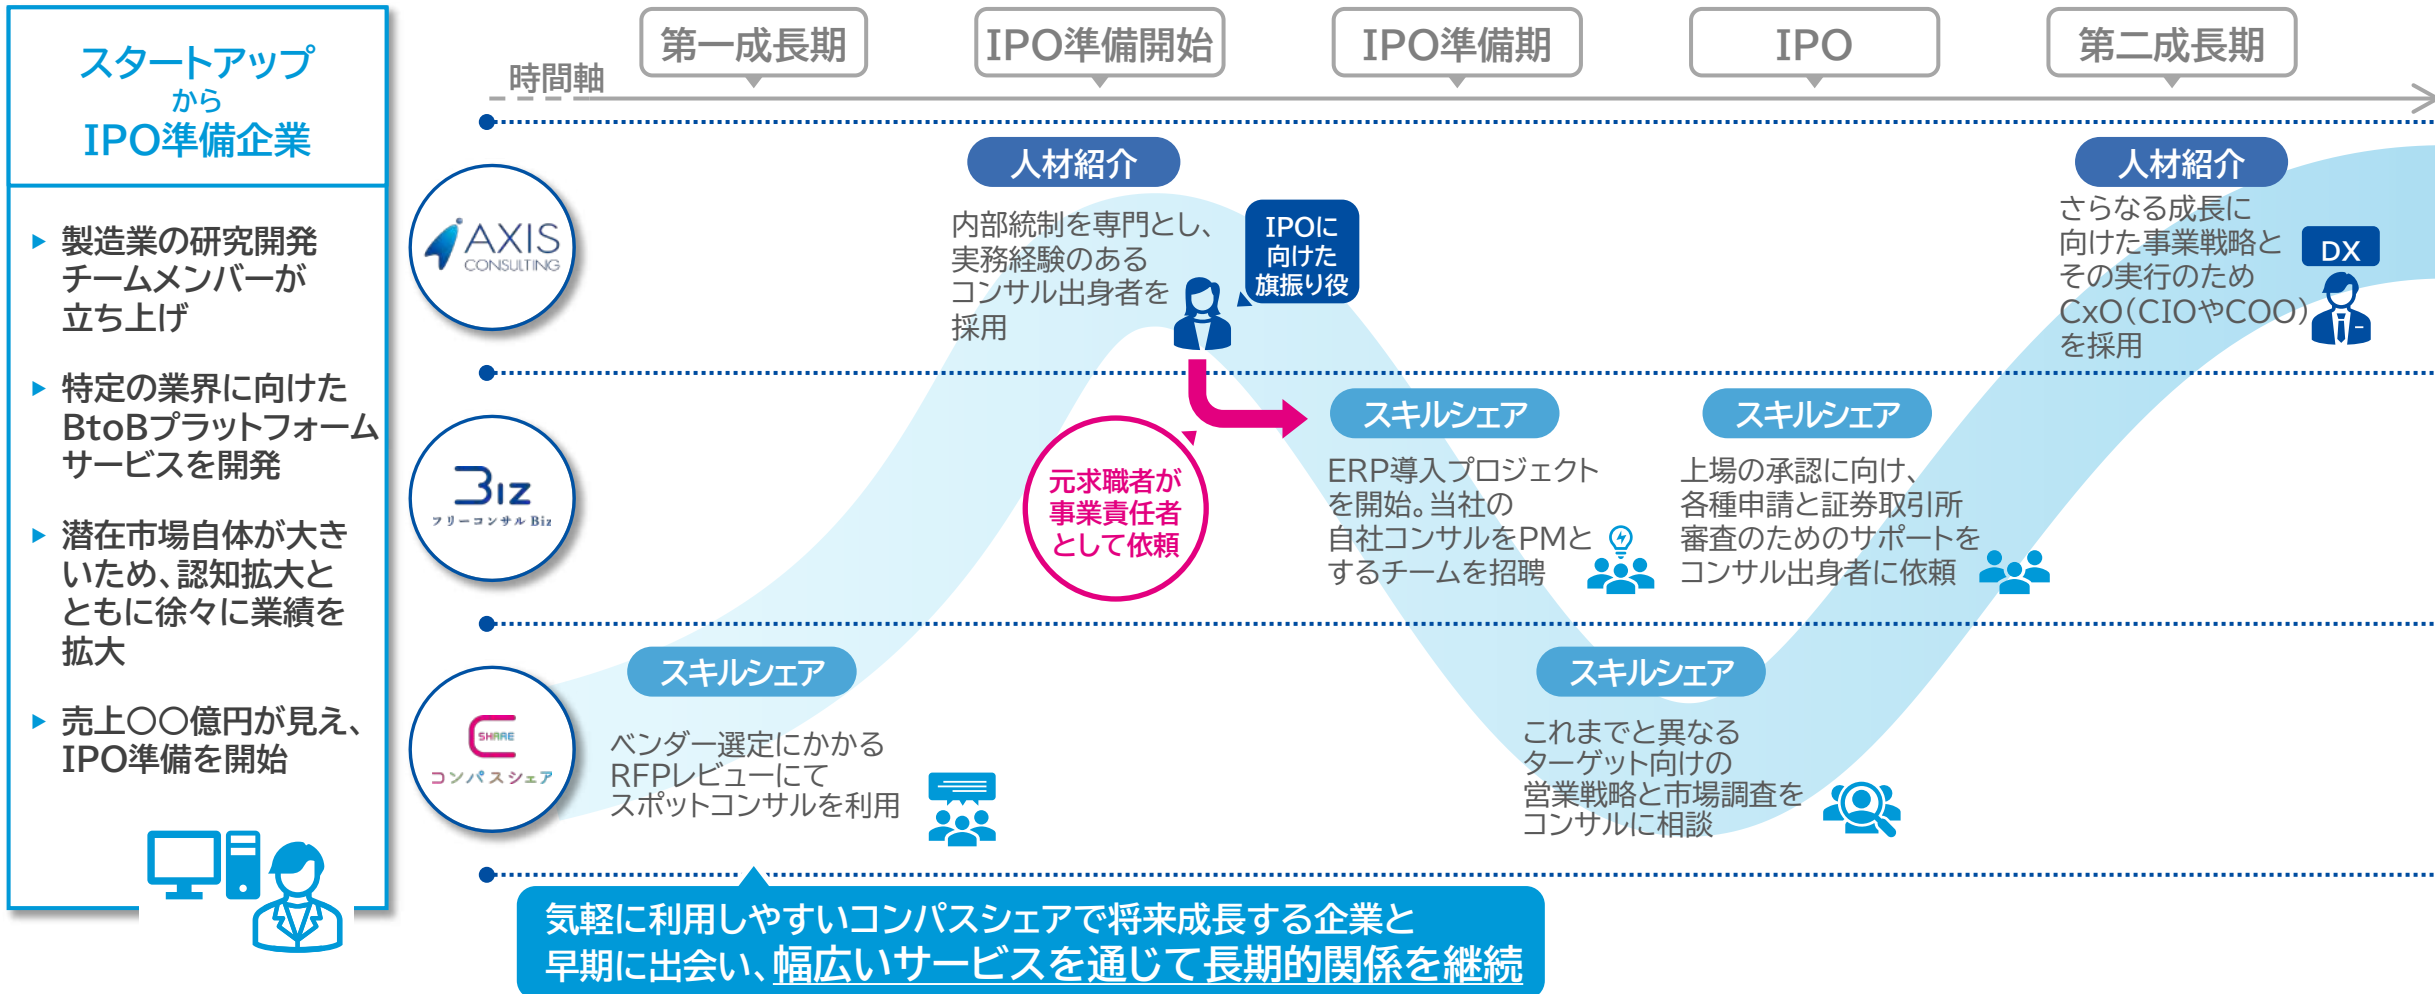 スタートアップ
から
IPO準備企業
▶ 製造業の研究開発
チームメンバーが
立ち上げ
▶ 特定の業界に向けた
BtoBプラットフォーム
サービスを開発
▶ 潜在市場自体が大き
いため、認知拡大と
ともに徐々に業績を
拡大
▶ 売上〇〇億円が見え、
IPO準備を開始
時間軸
第一成長期
IPO準備開始
IPO準備期
IPO
第二成長期
AXIS
CONSULTING
人材紹介
内部統制を専門とし、
実務経験のある
コンサル出身者を
採用
IPOに
向けた
旗振り役
人材紹介
さらなる成長に
向けた事業戦略と
その実行のため
CxO(CIOやCOO)
を採用
DX
Biz
フリーコンサル Biz
元求職者が
事業責任者
として依頼
スキルシェア
ERP導入プロジェクト
を開始。当社の
自社コンサルをPMと
するチームを招聘
スキルシェア
上場の承認に向け、
各種申請と証券取引所
審査のためのサポートを
コンサル出身者に依頼
SHARE
コンパスシェア
スキルシェア
ベンダー選定にかかる
RFPレビューにて
スポットコンサルを利用
スキルシェア
これまでと異なる
ターゲット向けの
営業戦略と市場調査を
コンサルに相談
気軽に利用しやすいコンパスシェアで将来成長する企業と
早期に出会い、幅広いサービスを通じて長期的関係を継続